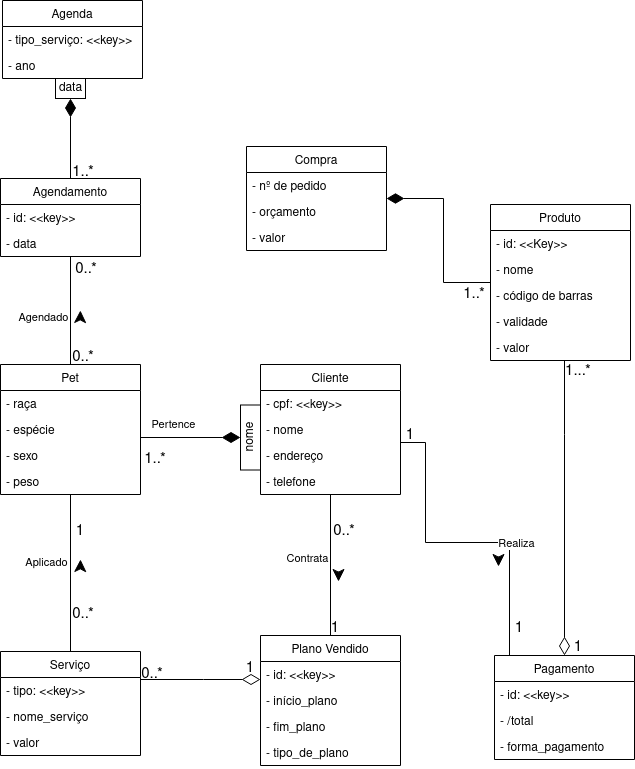 Agenda
- tipo_serviço: <<key>>
- ano
data
1..*
Agendamento
- id: <<key>>
- data
0..*
Agendado
0..*
Compra
- nº de pedido
- orçamento
- valor
1..*
Produto
- id: <<Key>>
- nome
- código de barras
- validade
- valor
1...*
Pet
- raça
- espécie
- sexo
- peso
Pertence
1..*
nome
Cliente
- cpf: <<key>>
- nome
- endereço
- telefone
1
Realiza
1
1
Aplicado
0..*
0..*
Contrata
1
Serviço
- tipo: <<key>>
- nome_serviço
- valor
0..*
1
Plano Vendido
- id: <<key>>
- início_plano
- fim_plano
- tipo_de_plano
1
Pagamento
- id: <<key>>
- /total
- forma_pagamento